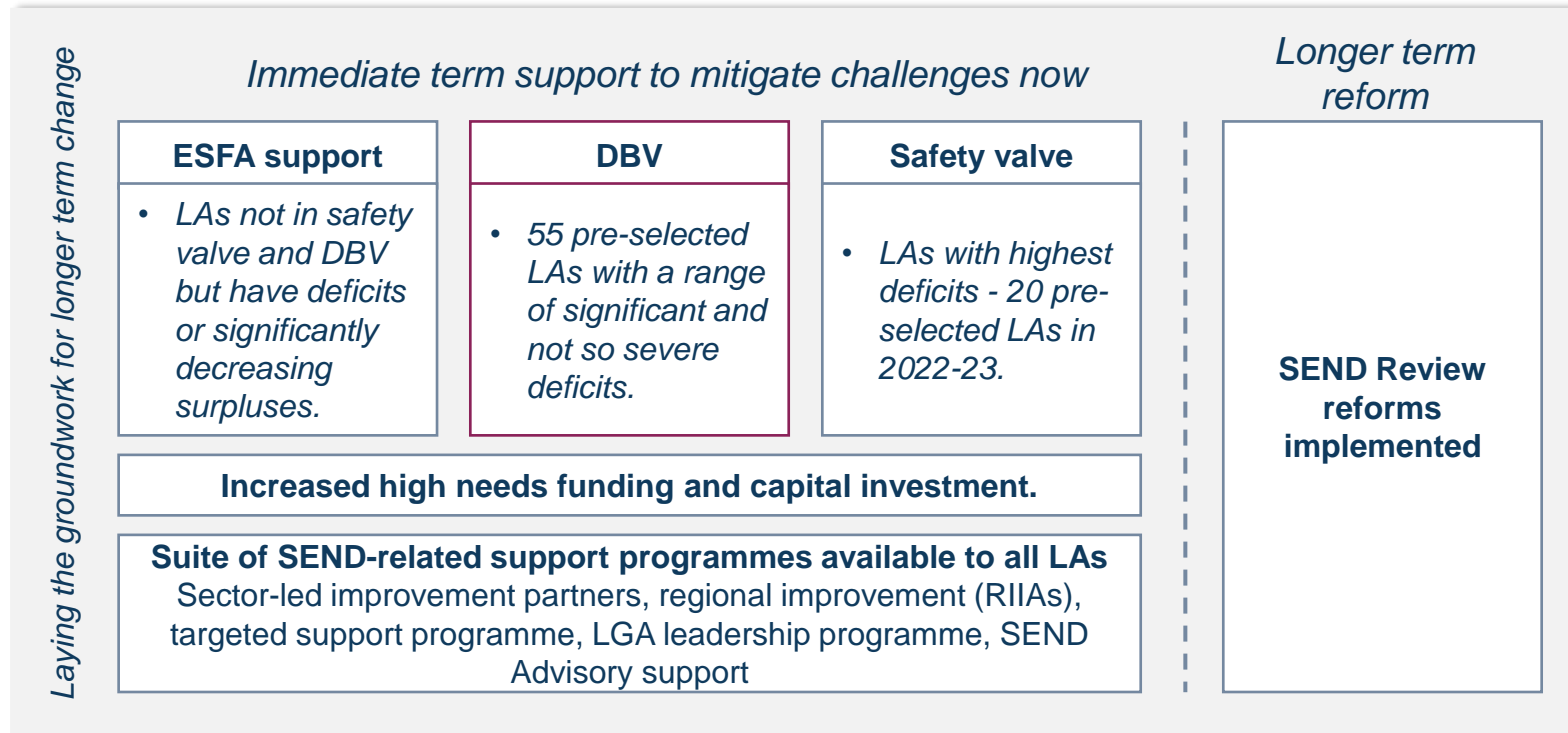 Laying the groundwork for longer term change
Immediate term support to mitigate challenges now
ESFA support
• LAs not in safety
valve and DBV
but have deficits
or significantly
decreasing
surpluses.
DBV
• 55 pre-selected
LAs with a range
of significant and
not so severe
deficits.
Safety valve
• LAs with highest
deficits - 20 pre-
selected LAs in
2022-23.
Increased high needs funding and capital investment.
Suite of SEND-related support programmes available to all LAs
Sector-led improvement partners, regional improvement (RIIAs),
targeted support programme, LGA leadership programme, SEND
Advisory support
Longer term
reform
SEND Review
reforms
implemented